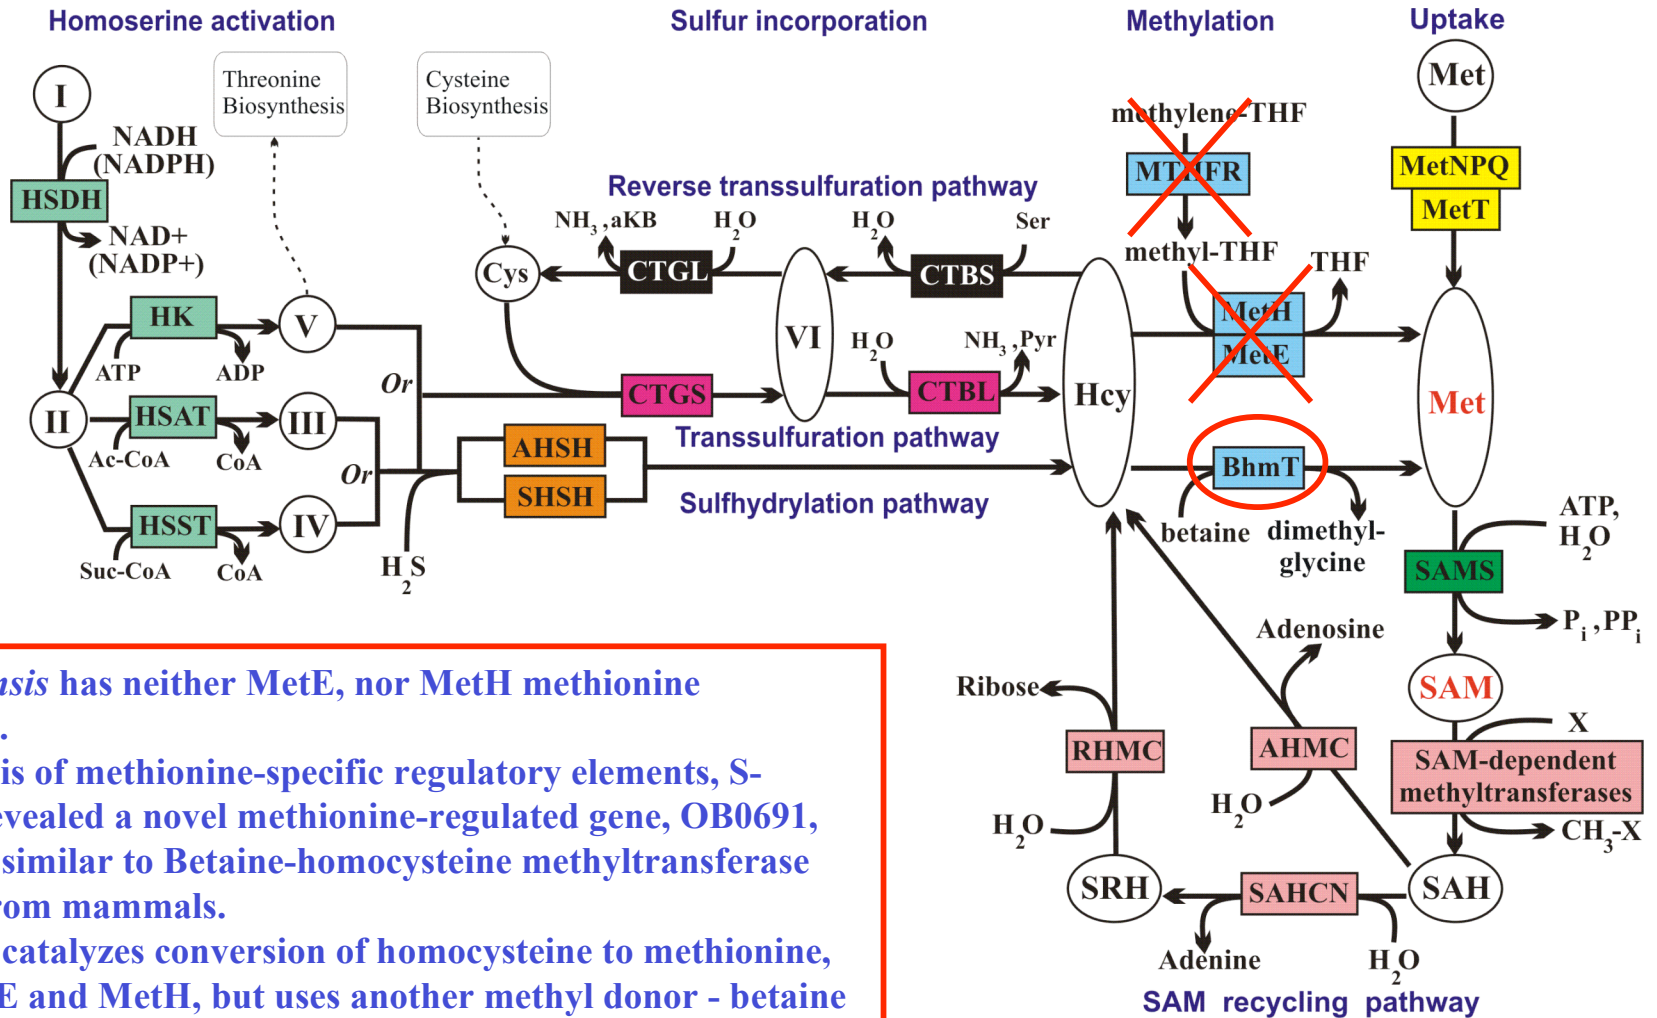 Homoserine activation
Sulfur incorporation
Methylation
Uptake
I
Threonine
Biosynthesis
Cysteine
Biosynthesis
Met
methylene-THF
NADH
(NADPH)
HSDH
NAD+
(NADP+)
MTHFR
MetNPQ
MetT
Reverse transsulfuration pathway
NH3,aKB
H2O
H2O
Ser
methyl-THF
THF
Cys
CTGL
CTBS
HK
V
ATP
ADP
VI
H2O
NH3,Pyr
MetH
MetE
Or
II
HSAT
III
CTGS
CTBL
Hcy
Met
Ac-CoA
CoA
Transsulfuration pathway
AHSH
BhmT
Or
SHSH
Sulfhydrylation pathway
HSST
IV
Suc-CoA
CoA
H2S
betaine
dimethyl-
glycine
ATP,
H2O
SAMS
Pi,PPi
Adenosine
Ribose
SAM
X
RHMC
AHMC
SAM-dependent
methyltransferases
H2O
H2O
CH3-X
SRH
SAHCN
SAH
Adenine
H2O
SAM recycling pathway
nsis has neither MetE, nor MetH methionine
.
is of methionine-specific regulatory elements, S-
evealed a novel methionine-regulated gene, OB0691,
similar to Betaine-homocysteine methyltransferase
rom mammals.
catalyzes conversion of homocysteine to methionine,
E and MetH, but uses another methyl donor - betaine